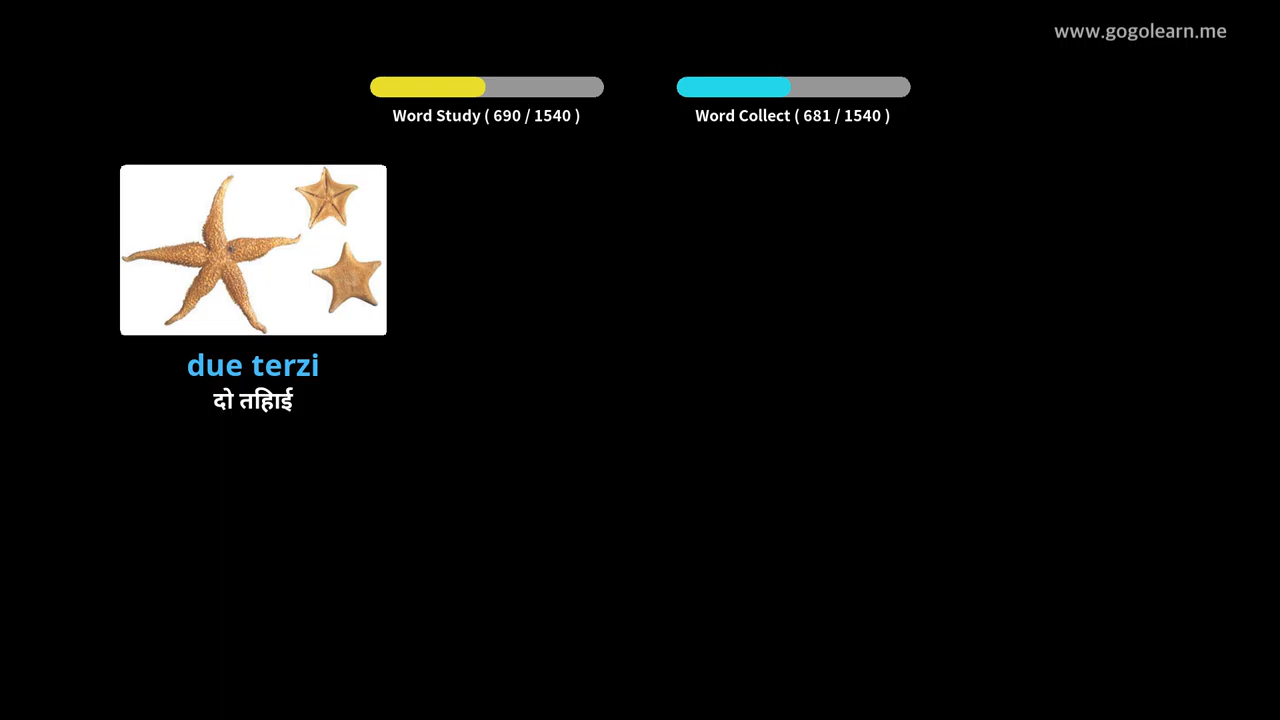 www.gogolearn.me
Word Study ( 690 / 1540 )
Word Collect ( 681 / 1540 )
due terzi
दो तिहाई